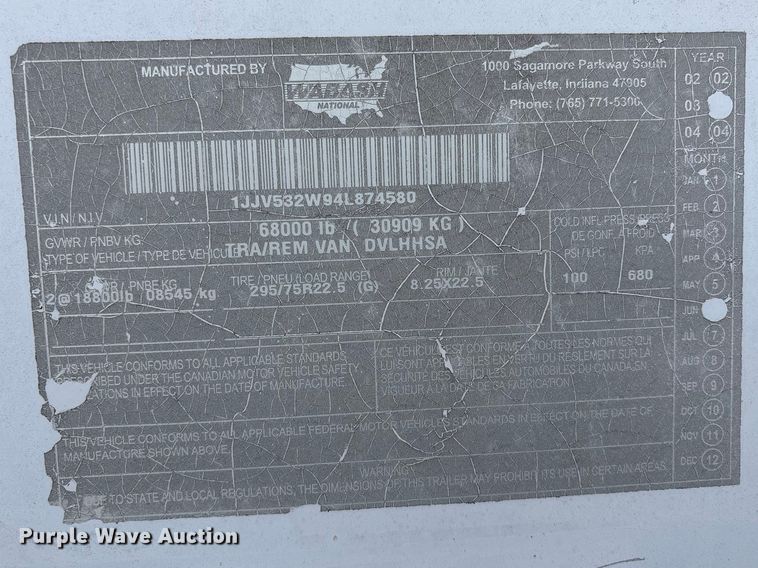 MANUFACTURED BY
WABASH
NATIONAL
1000 Sagamore Parkway South
Lafayette, Indiana 47905
Phone: (765) 771-5300
1JJV532W94L874580
V.I.N / N.I.V.
GVWR / PNBV KG: 68000 lb ( 30909 KG )
TYPE OF VEHICLE / TYPE DE VEHICULE TRA/REM VAN DVLHHSA
/ PNBE KG
2@18800lb / 08545 kg
TIRE / PNEU (LOAD RANGE)
295/75R22.5 (G)
RIM / JANTE
8.25X22.5
COLD INFL PRESS/PRESS
DE GONF. A FROID
PSI / LPC KPA
100 680
THIS VEHICLE CONFORMS TO ALL APPLICABLE STANDARDS
UNDER THE CANADIAN MOTOR VEHICLE SAFETY
IN EFFECT ON THE DATE OF MANUFACTURE
CE VÉHICULE EST CONFORME À TOUTES LES NORMES QUI
LUI SONT APPLICABLES EN VERTU DU RÈGLEMENT SUR LA
SÉCURITÉ DES VÉHICULES AUTOMOBILES DU CANADA EN
VIGUEUR À LA DATE DE SA FABRICATION
THIS VEHICLE CONFORMS TO ALL APPLICABLE FEDERAL MOTOR VEHICLES STANDARDS IN EFFECT ON THE DATE OF
MANUFACTURE SHOWN ABOVE.
WARNING
DUE TO STATE AND LOCAL REGULATIONS, THE DIMENSIONS OF THIS TRAILER MAY PROHIBIT ITS USE IN CERTAIN AREAS.
YEAR
02 02
03
04 04
MONTH
JAN 1
FEB 2
MAR 3
APR 4
MAY 5
JUN
JUL 7
AUG 8
SEP 9
OCT 10
NOV 11
DEC 12
Purple Wave Auction